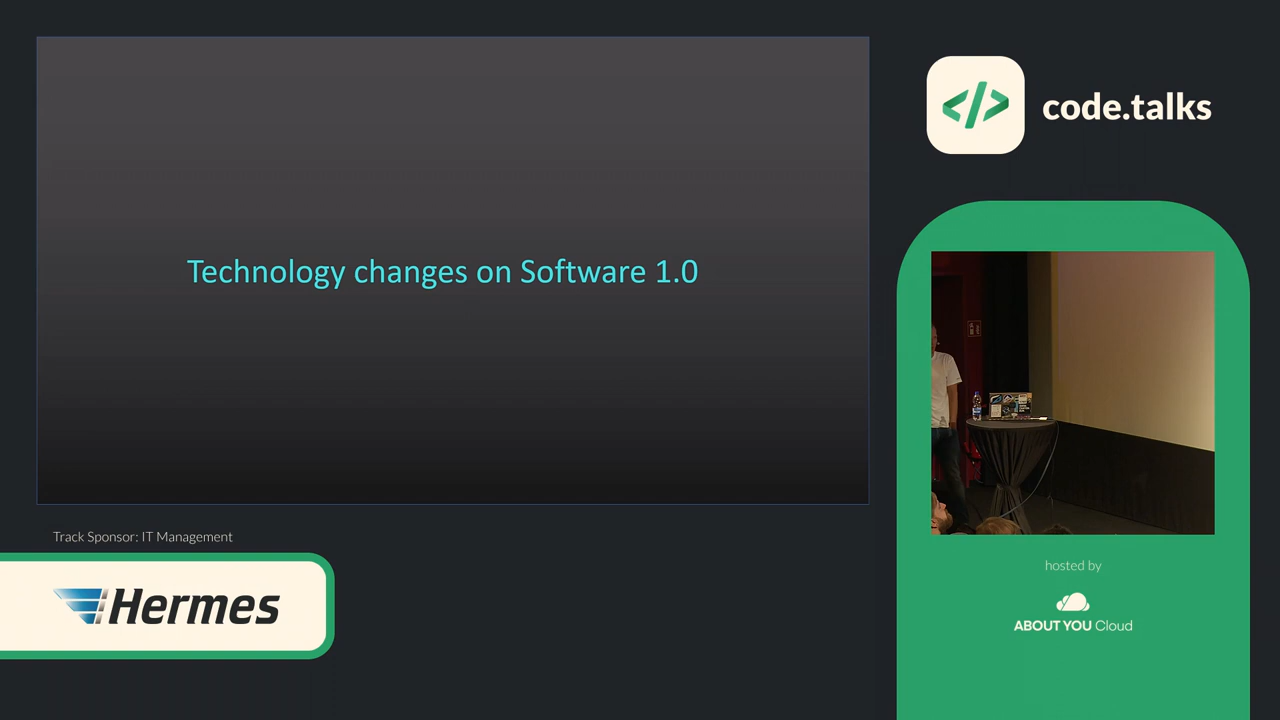 Technology changes on Software 1.0
code.talks
Track Sponsor: IT Management
Hermes
hosted by
ABOUT YOU Cloud